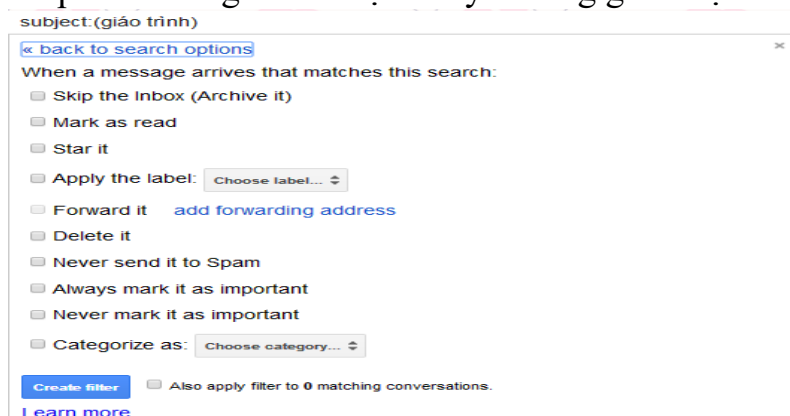 subject:(giáo trình)
« back to search options
×
When a message arrives that matches this search:
Skip the Inbox (Archive it)
Mark as read
Star it
Apply the label: Choose label...
Forward it add forwarding address
Delete it
Never send it to Spam
Always mark it as important
Never mark it as important
Categorize as: Choose category...
Create filter Also apply filter to 0 matching conversations.
Learn more